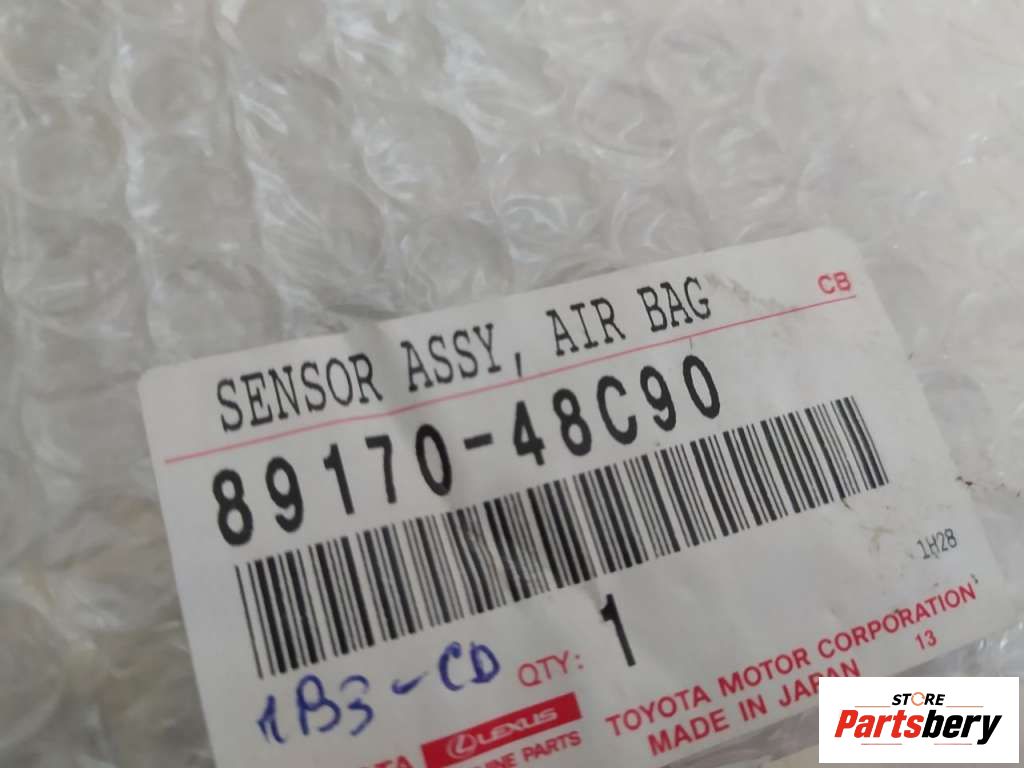 CB
SENSOR ASSY, AIR BAG
89170-48C90
1H28
1B3-CD QTY: 1
TOYOTA MOTOR CORPORATION
MADE IN JAPAN 13
LEXUS
PARTS
STORE
Partsbery